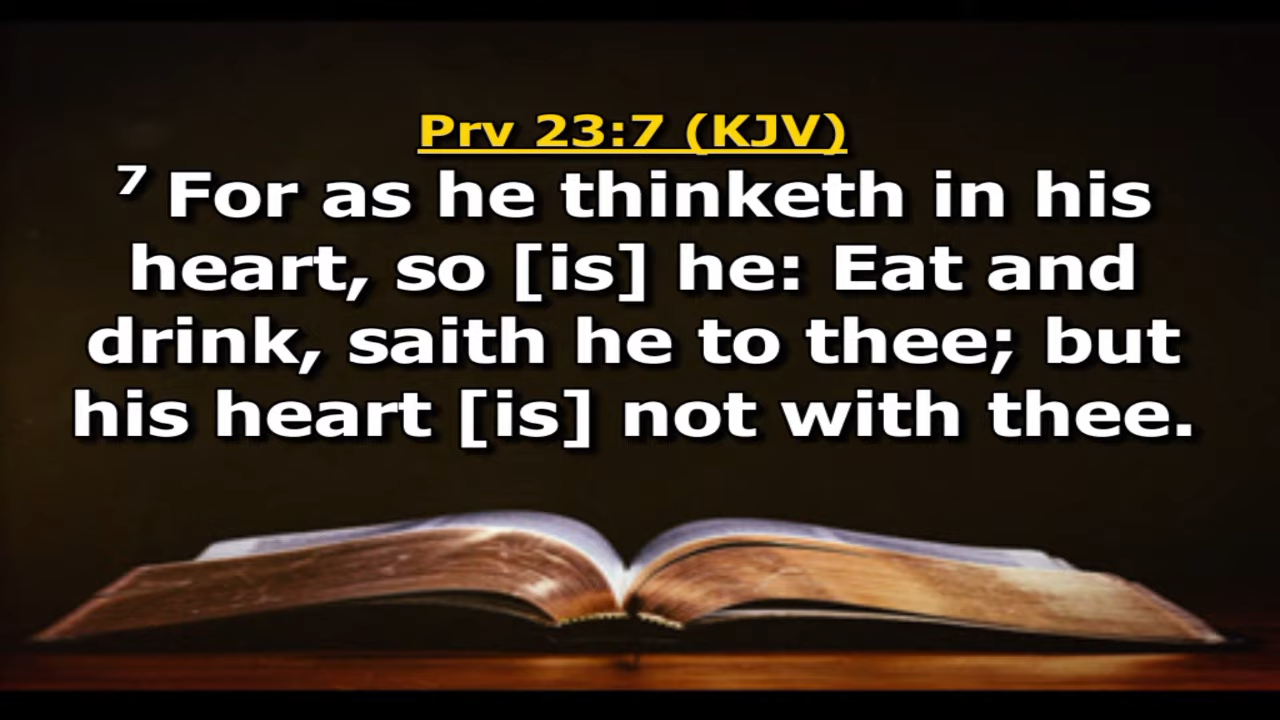 Prv 23:7 (KJV)
7 For as he thinketh in his
heart, so [is] he: Eat and
drink, saith he to thee; but
his heart [is] not with thee.